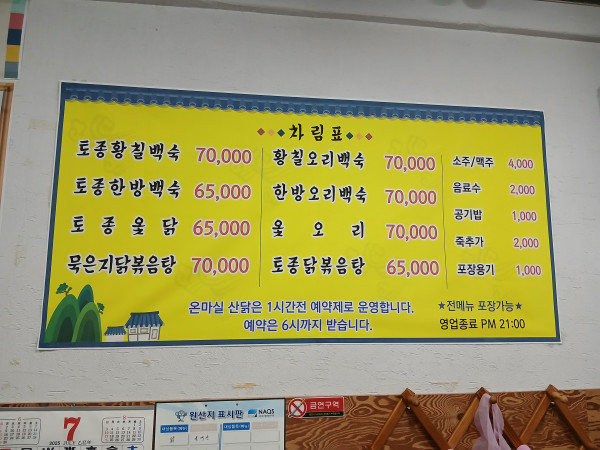 차림표
토종황칠백숙 70,000
토종한방백숙 65,000
토종옻닭 65,000
묵은지닭볶음탕 70,000
황칠오리백숙 70,000
한방오리백숙 70,000
옻오리 70,000
토종닭볶음탕 65,000
소주/맥주 4,000
음료수 2,000
공기밥 1,000
죽추가 2,000
포장용기 1,000
온마실 산닭은 1시간전 예약제로 운영합니다.
예약은 6시까지 받습니다.
★전메뉴 포장가능★
영업종료 PM 21:00
7
2025 JULY
원산지 표시판
NAQS
금연구역